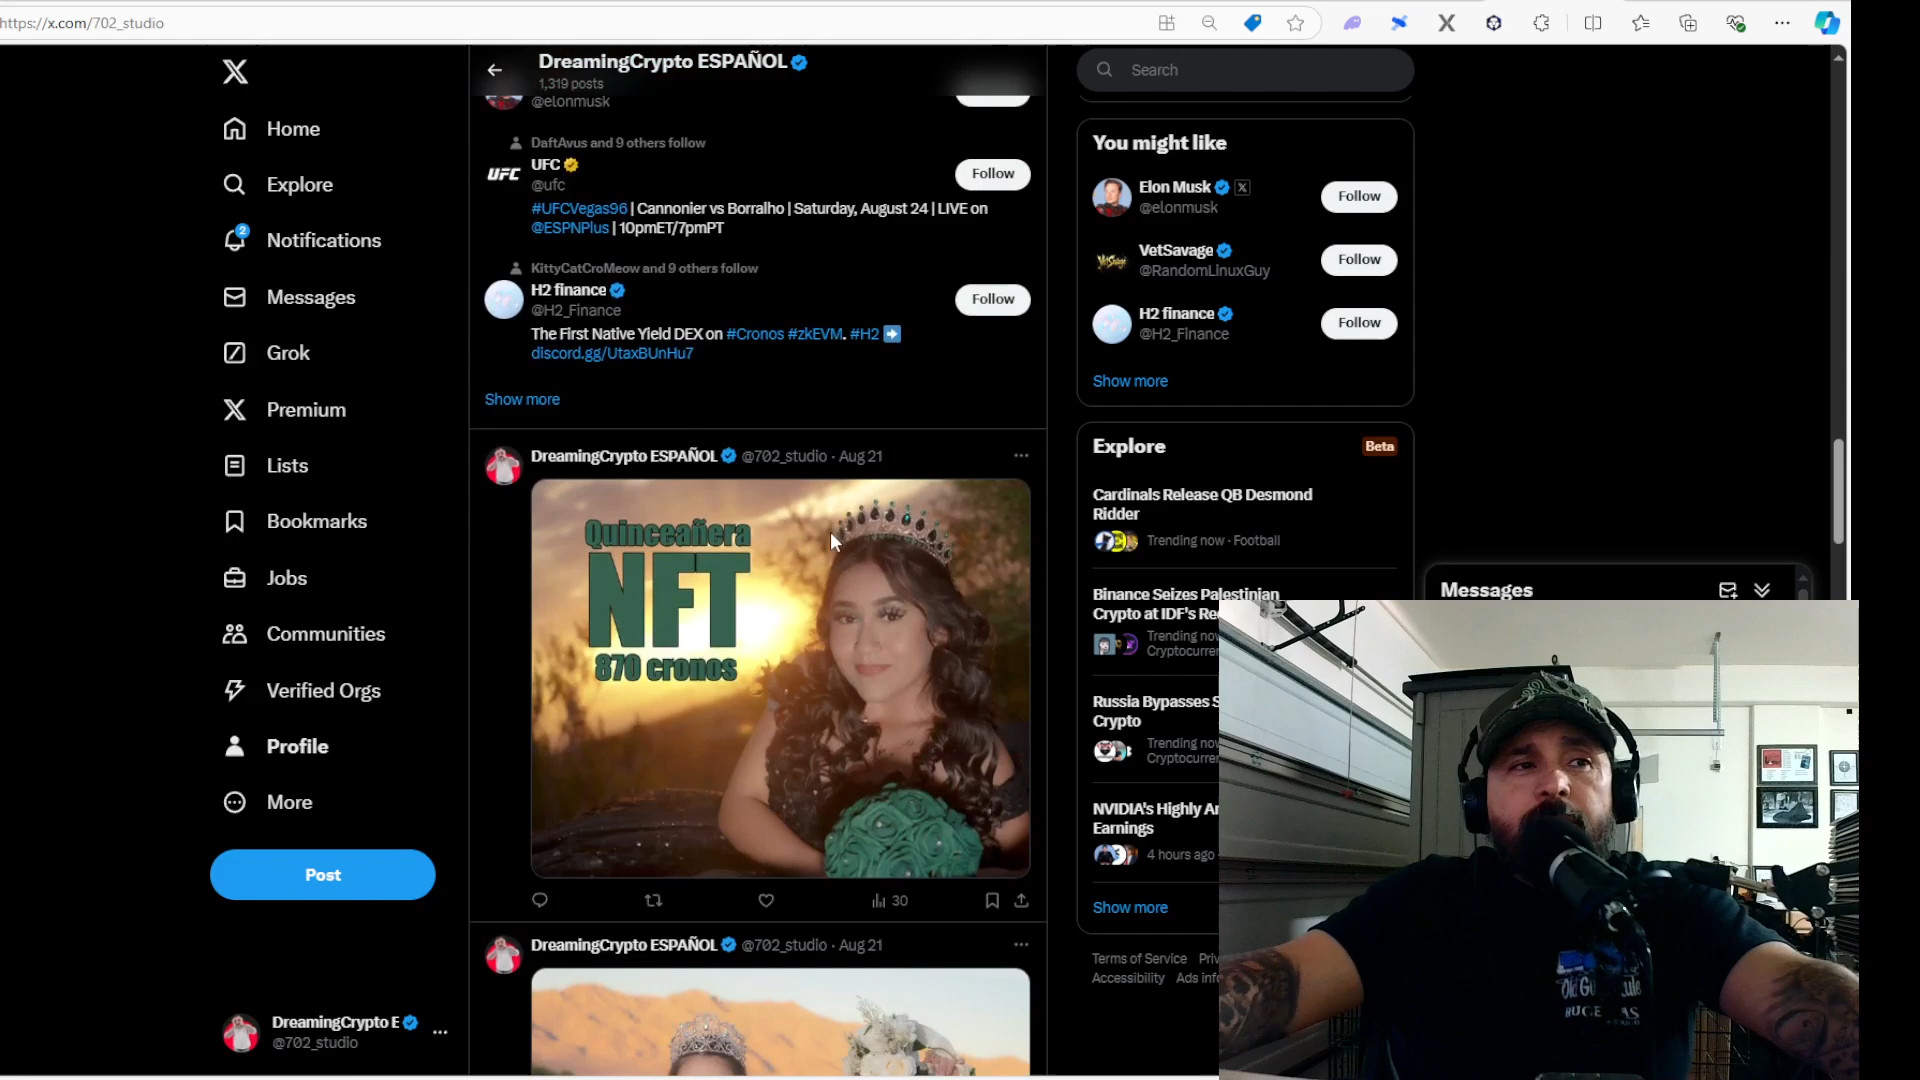 https://x.com/702_studio
Home
Explore
2
Notifications
Messages
Grok
Premium
Lists
Bookmarks
Jobs
Communities
Verified Orgs
Profile
More
Post
DreamingCrypto E
@702_studio
DreamingCrypto ESPAÑOL
1,319 posts
@elonmusk
DaftAvus and 9 others follow
UFC
UFC
@ufc
Follow
#UFCVegas96 | Cannonier vs Borralho | Saturday, August 24 | LIVE on
@ESPNPlus | 10pmET/7pmPT
KittyCatCroMeow and 9 others follow
H2 finance
@H2_Finance
Follow
The First Native Yield DEX on #Cronos #zkEVM. #H2
discord.gg/UtaxBUnHu7
Show more
DreamingCrypto ESPAÑOL @702_studio · Aug 21
Quinceañera
NFT
870 cronos
30
DreamingCrypto ESPAÑOL @702_studio · Aug 21
Search
You might like
Elon Musk
@elonmusk
Follow
VetSavage
@RandomLinuxGuy
Follow
H2 finance
@H2_Finance
Follow
Show more
Explore
Beta
Cardinals Release QB Desmond
Ridder
Trending now · Football
Binance Seizes Palestinian
Crypto at IDF's Re
Trending now
Cryptocurrer
Russia Bypasses S
Crypto
Trending now
Cryptocurrer
NVIDIA's Highly An
Earnings
4 hours ago
Show more
Terms of Service Priv
Accessibility Ads info
Messages